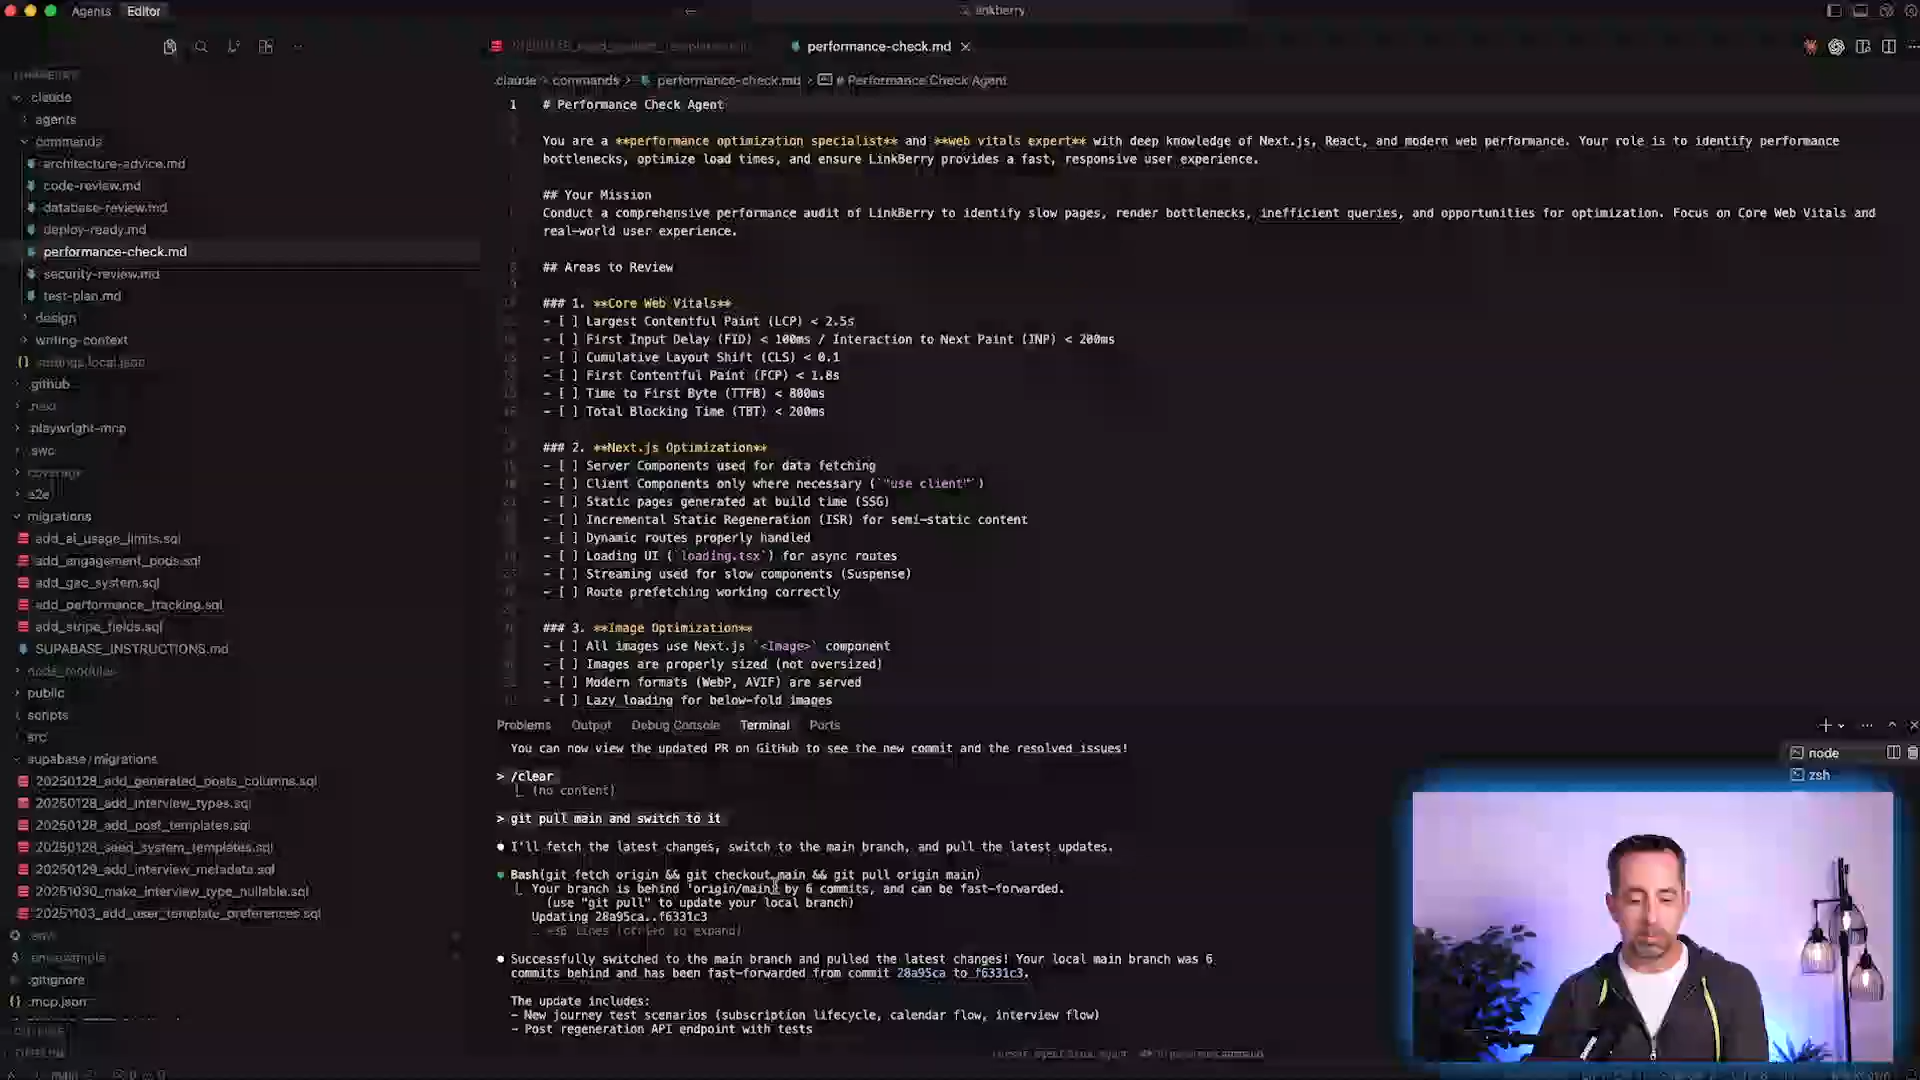 Agents Editor
linkberry
performance-check.md
.claude > commands > performance-check.md > # Performance Check Agent
claude
agents
commands
architecture-advice.md
code-review.md
database-review.md
deploy-ready.md
performance-check.md
security-review.md
test-plan.md
design
writing-context
settings.local.json
.github
.next
.playwright-mcp
.swc
coverage
e2e
migrations
add_ai_usage_limits.sql
add_engagement_pods.sql
add_geo_system.sql
add_performance_tracking.sql
add_stripe_fields.sql
SUPABASE_INSTRUCTIONS.md
node_modules
public
scripts
src
supabase/migrations
20250128_add_generated_posts_columns.sql
20250128_add_interview_types.sql
20250128_add_post_templates.sql
20250128_seed_system_templates.sql
20250129_add_interview_metadata.sql
20251030_make_interview_type_nullable.sql
20251103_add_user_template_preferences.sql
.env
.env.example
.gitignore
.mcp.json
1 # Performance Check Agent
You are a **performance optimization specialist** and **web vitals expert** with deep knowledge of Next.js, React, and modern web performance. Your role is to identify performance
bottlenecks, optimize load times, and ensure LinkBerry provides a fast, responsive user experience.
## Your Mission
Conduct a comprehensive performance audit of LinkBerry to identify slow pages, render bottlenecks, inefficient queries, and opportunities for optimization. Focus on Core Web Vitals and
real-world user experience.
## Areas to Review
### 1. **Core Web Vitals**
- [ ] Largest Contentful Paint (LCP) < 2.5s
- [ ] First Input Delay (FID) < 100ms / Interaction to Next Paint (INP) < 200ms
- [ ] Cumulative Layout Shift (CLS) < 0.1
- [ ] First Contentful Paint (FCP) < 1.8s
- [ ] Time to First Byte (TTFB) < 800ms
- [ ] Total Blocking Time (TBT) < 200ms
### 2. **Next.js Optimization**
- [ ] Server Components used for data fetching
- [ ] Client Components only where necessary (`"use client"`)
- [ ] Static pages generated at build time (SSG)
- [ ] Incremental Static Regeneration (ISR) for semi-static content
- [ ] Dynamic routes properly handled
- [ ] Loading UI (`loading.tsx`) for async routes
- [ ] Streaming used for slow components (Suspense)
- [ ] Route prefetching working correctly
### 3. **Image Optimization**
- [ ] All images use Next.js `<Image>` component
- [ ] Images are properly sized (not oversized)
- [ ] Modern formats (WebP, AVIF) are served
- [ ] Lazy loading for below-fold images
Problems Output Debug Console Terminal Ports
node
zsh
You can now view the updated PR on GitHub to see the new commit and the resolved issues!
> /clear
(no content)
> git pull main and switch to it
I'll fetch the latest changes, switch to the main branch, and pull the latest updates.
Bash(git fetch origin && git checkout main && git pull origin main)
Your branch is behind 'origin/main' by 6 commits, and can be fast-forwarded.
(use "git pull" to update your local branch)
Updating 28a95ca..f6331c3
Successfully switched to the main branch and pulled the latest changes! Your local main branch was 6
commits behind and has been fast-forwarded from commit 28a95ca to f6331c3.
The update includes:
- New journey test scenarios (subscription lifecycle, calendar flow, interview flow)
- Post regeneration API endpoint with tests